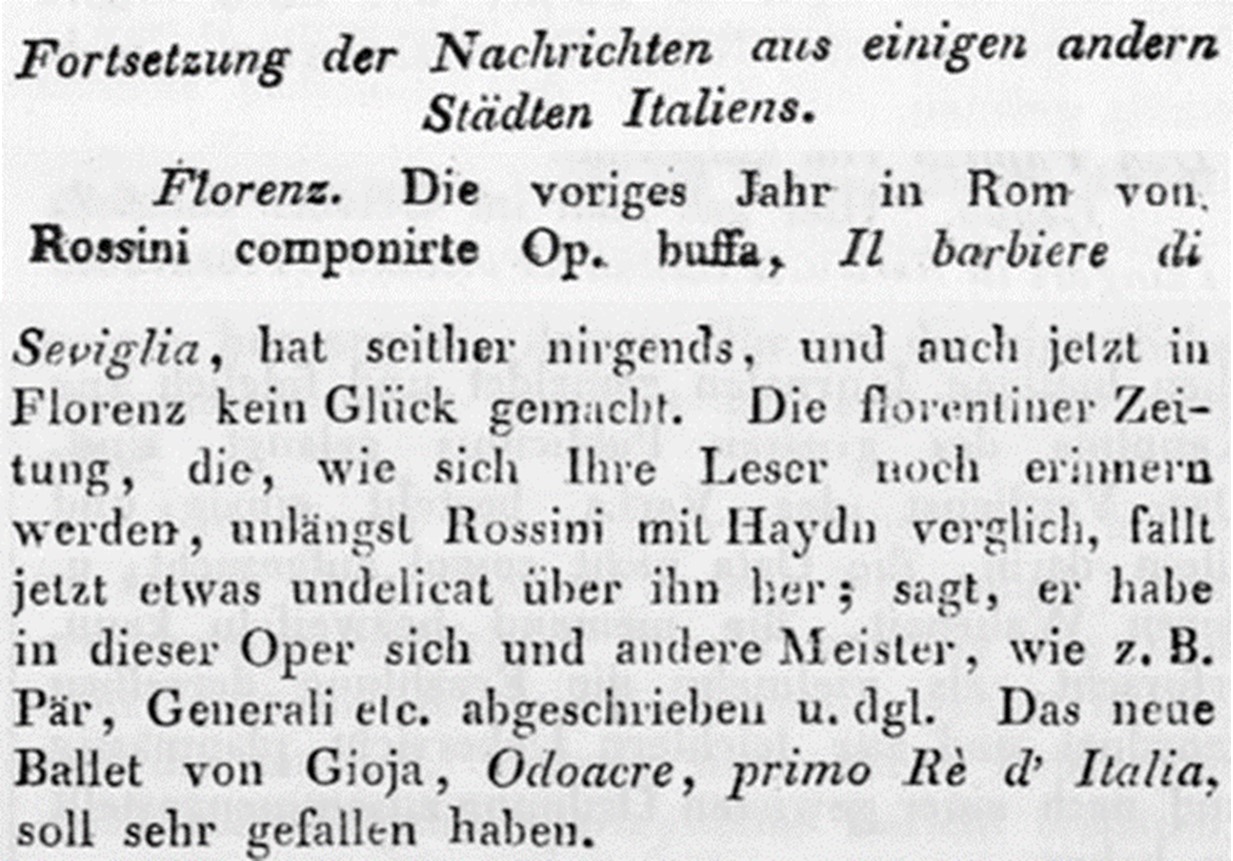 Fortsetzung der Nachrichten aus einigen andern
Städten Italiens.
Florenz. Die voriges Jahr in Rom von
Rossini componirte Op. buffa, Il barbiere di
Seviglia, hat seither nirgends, und auch jetzt in
Florenz kein Glück gemacht. Die florentiner Zei-
tung, die, wie sich Ihre Leser noch erinnern
werden, unlängst Rossini mit Haydn verglich, fällt
jetzt etwas undelicat über ihn her; sagt, er habe
in dieser Oper sich und andere Meister, wie z. B.
Pär, Generali etc. abgeschrieben u. dgl. Das neue
Ballet von Gioja, Odoacre, primo Rè d' Italia,
soll sehr gefallen haben.